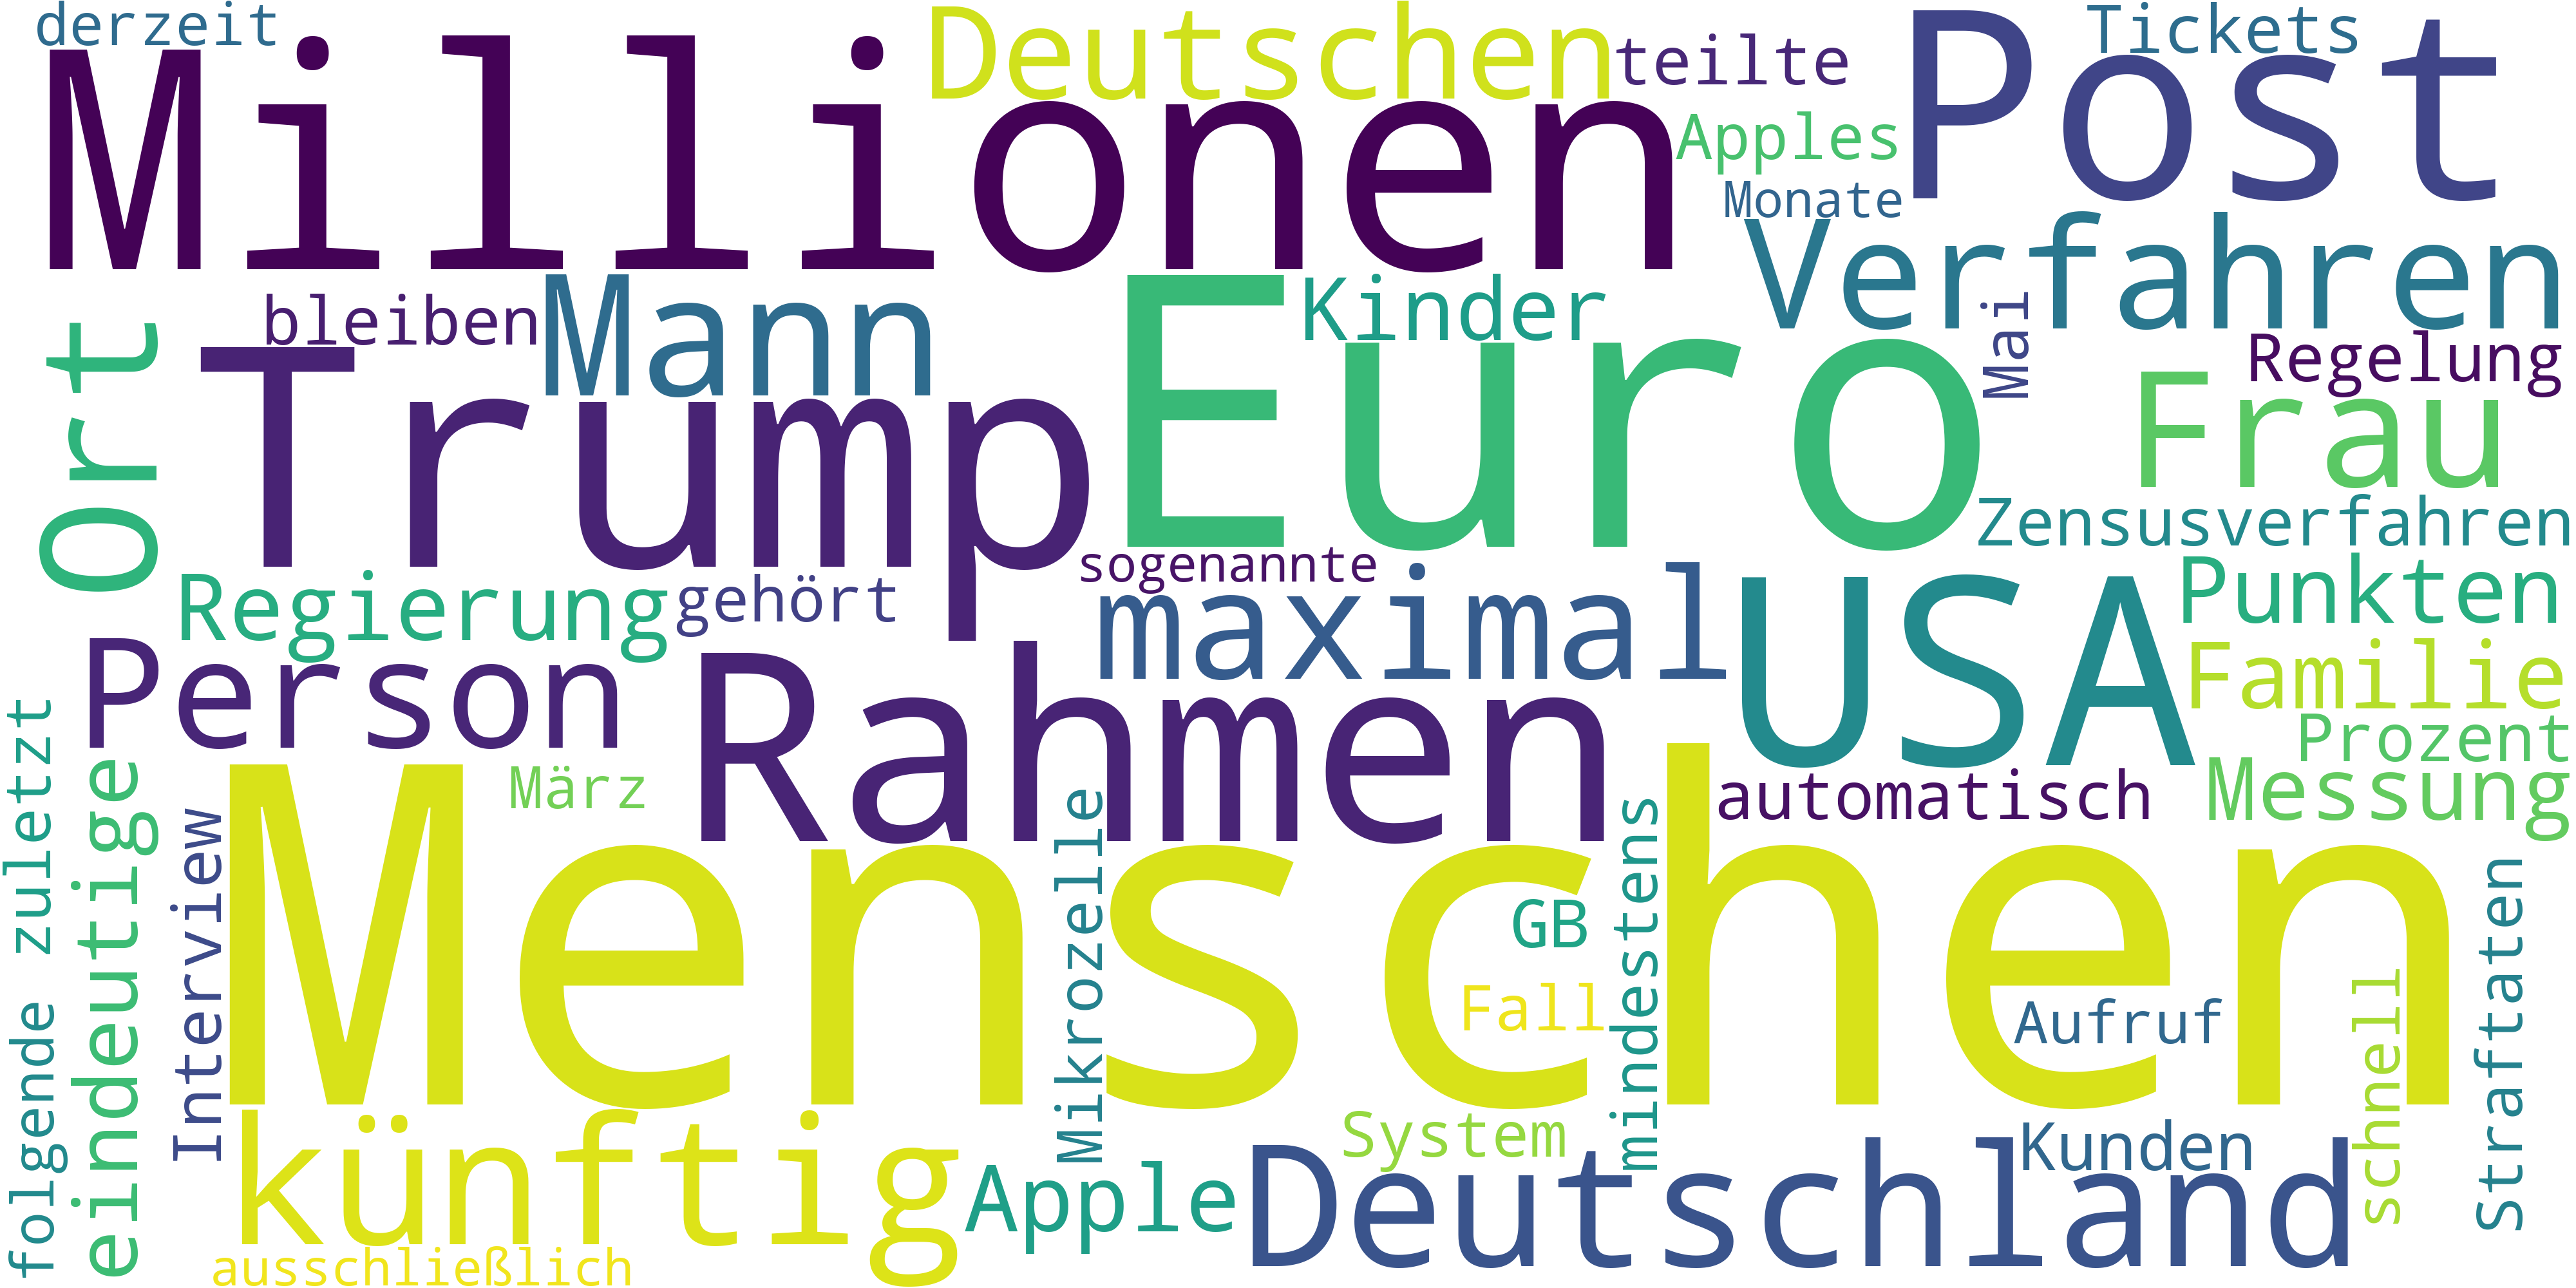 derzeit
Millionen
Deutschen
teilte
Post
Tickets
Apples
Monate
Verfahren
bleiben
Mann
Kinder
Mai
Regelung
Ort
Trump
Euro
Frau
Zensusverfahren
sogenannte
Regierung
gehört
maximal
USA
Punkten
Person
Rahmen
Familie
Prozent
zuletzt
März
automatisch
Messung
eindeutige
Interview
Menschen
Mikrozelle
GB
mindestens
Fall
Aufruf
schnell
Straftaten
folgende
künftig
System
Kunden
Apple
Deutschland
ausschließlich